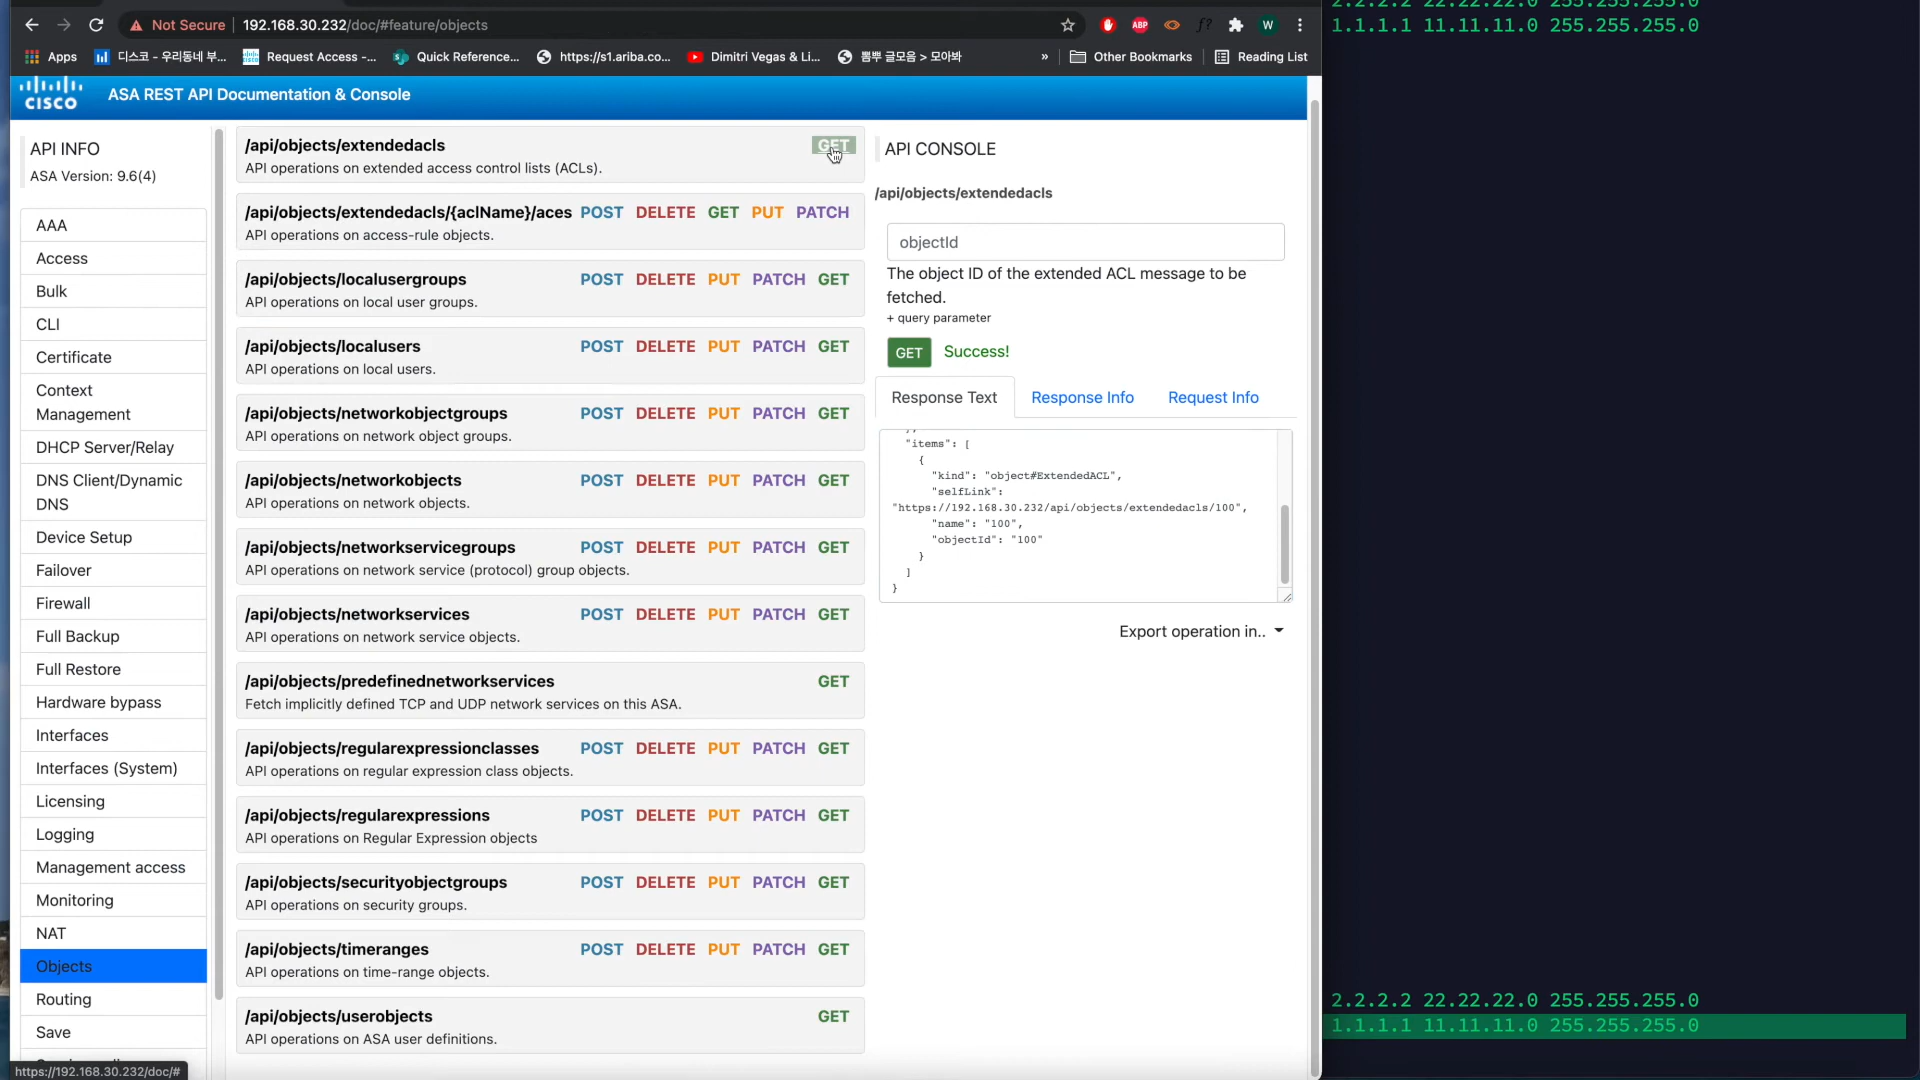 Not Secure 192.168.30.232/doc/#feature/objects
ABP
f?
W
Apps
디스코 - 우리동네 부...
Request Access -...
Quick Reference...
https://s1.ariba.co...
Dimitri Vegas & Li...
뽐뿌 글모음 > 모아봐
»
Other Bookmarks
Reading List
CISCO
ASA REST API Documentation & Console
API INFO
ASA Version: 9.6(4)
AAA
Access
Bulk
CLI
Certificate
Context
Management
DHCP Server/Relay
DNS Client/Dynamic
DNS
Device Setup
Failover
Firewall
Full Backup
Full Restore
Hardware bypass
Interfaces
Interfaces (System)
Licensing
Logging
Management access
Monitoring
NAT
Objects
Routing
Save
https://192.168.30.232/doc/#
/api/objects/extendedacls GET
API operations on extended access control lists (ACLs).
/api/objects/extendedacls/{aclName}/aces POST DELETE GET PUT PATCH
API operations on access-rule objects.
/api/objects/localusergroups POST DELETE PUT PATCH GET
API operations on local user groups.
/api/objects/localusers POST DELETE PUT PATCH GET
API operations on local users.
/api/objects/networkobjectgroups POST DELETE PUT PATCH GET
API operations on network object groups.
/api/objects/networkobjects POST DELETE PUT PATCH GET
API operations on network objects.
/api/objects/networkservicegroups POST DELETE PUT PATCH GET
API operations on network service (protocol) group objects.
/api/objects/networkservices POST DELETE PUT PATCH GET
API operations on network service objects.
/api/objects/predefinednetworkservices GET
Fetch implicitly defined TCP and UDP network services on this ASA.
/api/objects/regularexpressionclasses POST DELETE PUT PATCH GET
API operations on regular expression class objects.
/api/objects/regularexpressions POST DELETE PUT PATCH GET
API operations on Regular Expression objects
/api/objects/securityobjectgroups POST DELETE PUT PATCH GET
API operations on security groups.
/api/objects/timeranges POST DELETE PUT PATCH GET
API operations on time-range objects.
/api/objects/userobjects GET
API operations on ASA user definitions.
API CONSOLE
/api/objects/extendedacls
objectId
The object ID of the extended ACL message to be
fetched.
+ query parameter
GET Success!
Response Text Response Info Request Info
},
"items": [
{
"kind": "object#ExtendedACL",
"selfLink":
"https://192.168.30.232/api/objects/extendedacls/100",
"name": "100",
"objectId": "100"
}
]
}
Export operation in..
2.2.2.2 22.22.22.0 255.255.255.0
1.1.1.1 11.11.11.0 255.255.255.0
2.2.2.2 22.22.22.0 255.255.255.0
1.1.1.1 11.11.11.0 255.255.255.0